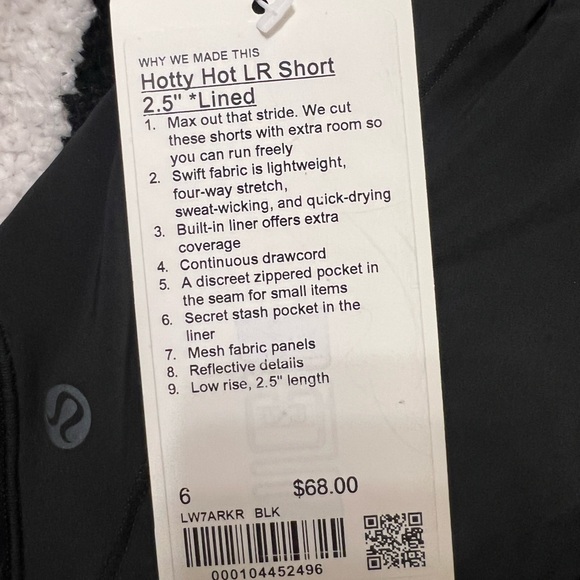 WHY WE MADE THIS
Hotty Hot LR Short
2.5" *Lined
1. Max out that stride. We cut
these shorts with extra room so
you can run freely
2. Swift fabric is lightweight,
four-way stretch,
sweat-wicking, and quick-drying
3. Built-in liner offers extra
coverage
4. Continuous drawcord
5. A discreet zippered pocket in
the seam for small items
6. Secret stash pocket in the
liner
7. Mesh fabric panels
8. Reflective details
9. Low rise, 2.5" length
6 $68.00
LW7ARKR BLK
000104452496